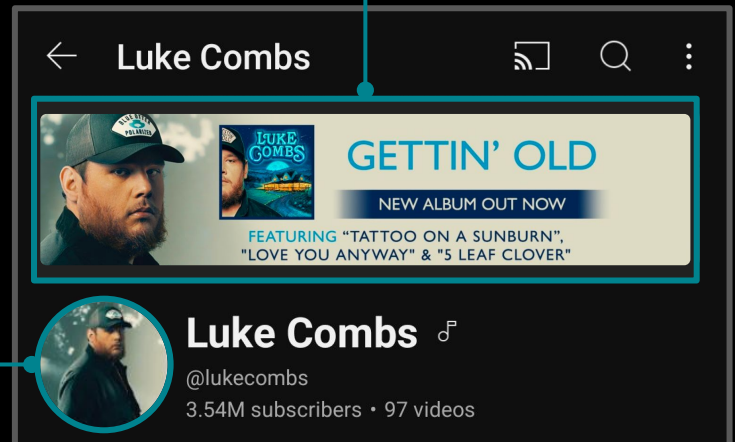 Luke Combs
BLUE OTTER
POLARIZED
LUKE
COMBS
GETTIN' OLD
NEW ALBUM OUT NOW
FEATURING “TATTOO ON A SUNBURN”,
"LOVE YOU ANYWAY" & "5 LEAF CLOVER"
Luke Combs
@lukecombs
3.54M subscribers • 97 videos